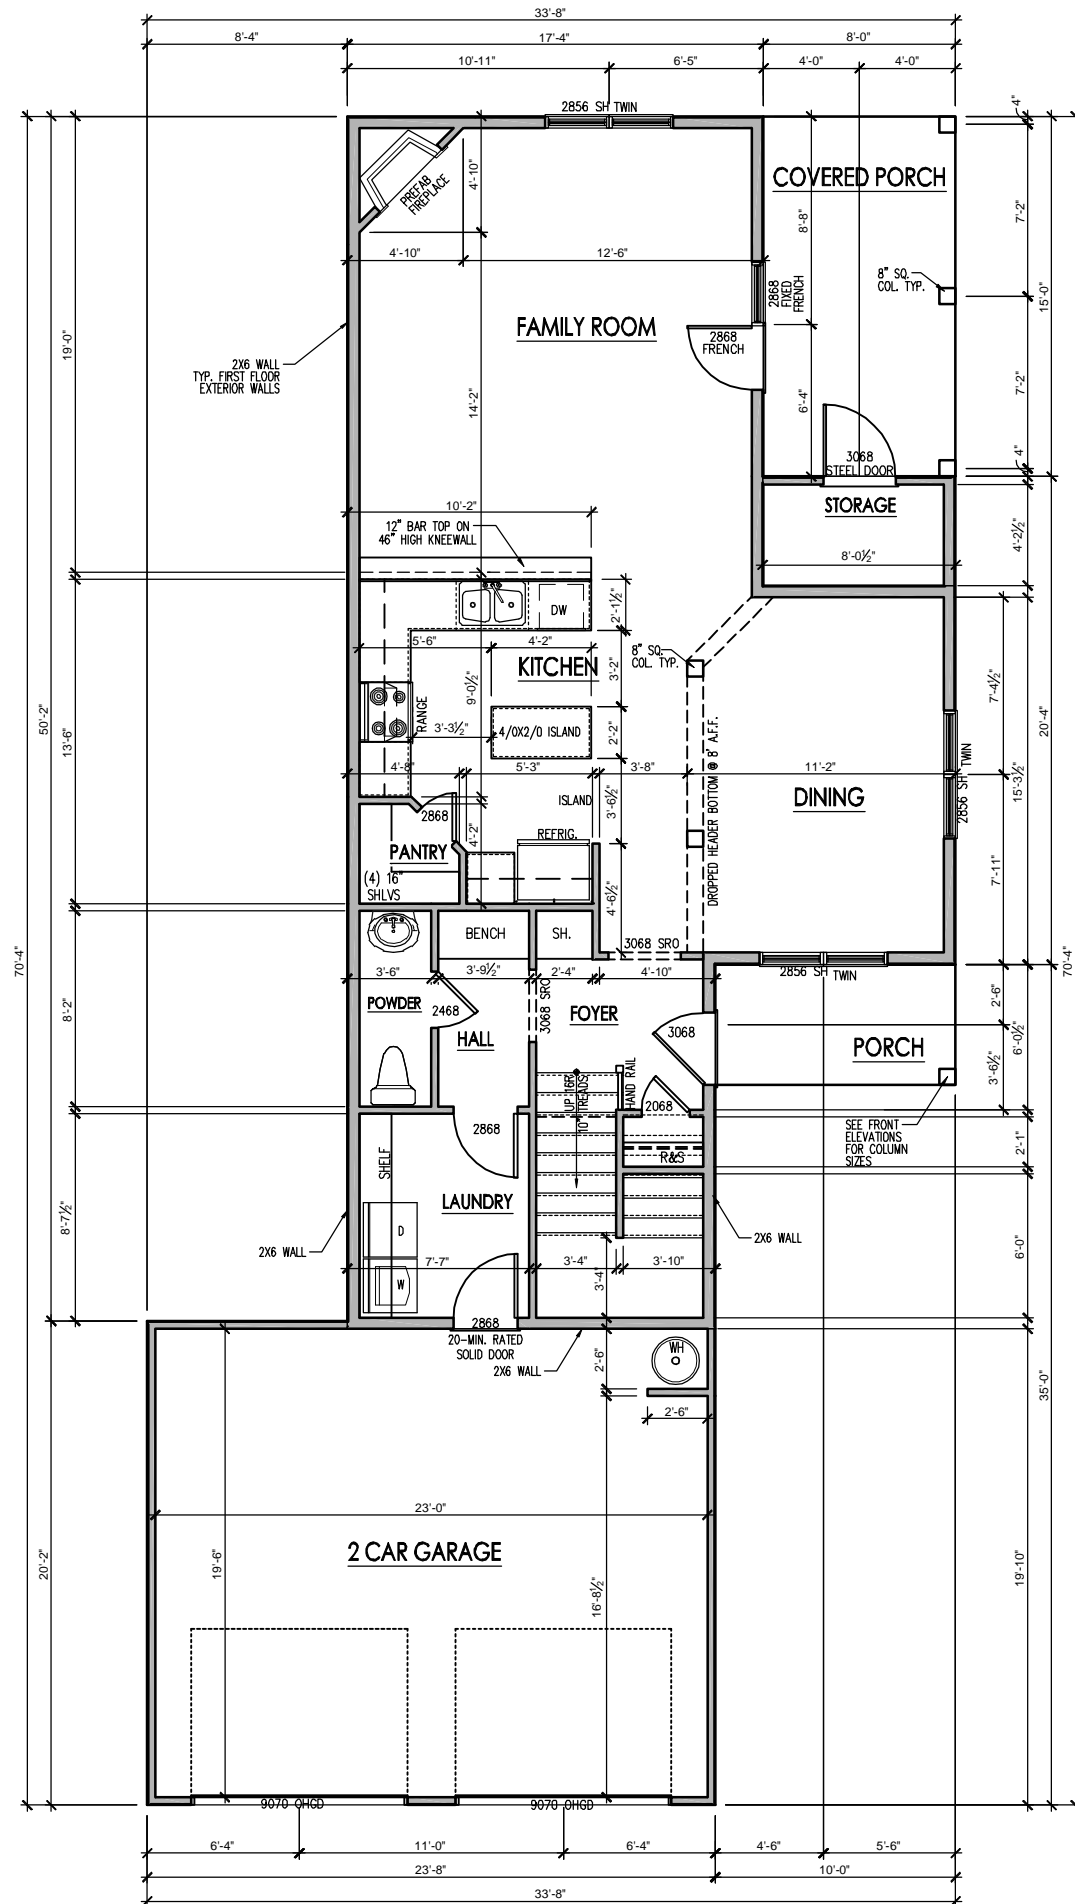 33'-8"
8'-4"
17'-4"
8'-0"
10'-11"
6'-5"
4'-0"
4'-0"
2856 SH TWIN
4"
COVERED PORCH
PREFAB
FIREPLACE
4'-10"
8'-8"
7'-2"
4'-10"
12'-6"
8" SQ.
COL. TYP.
2868
FIXED
FRENCH
15'-0"
FAMILY ROOM
2868
FRENCH
19'-0"
2X6 WALL
TYP. FIRST FLOOR
EXTERIOR WALLS
14'-2"
6'-4"
7'-2"
3068
STEEL DOOR
4"
STORAGE
10'-2"
12" BAR TOP ON
46" HIGH KNEEWALL
4'-2½"
8'-0½"
DW
2'-1½"
5'-6"
4'-2"
8" SQ.
COL. TYP.
KITCHEN
3'-2"
9'-0½"
7'-4½"
RANGE
3'-3½"
4/0X2/0 ISLAND
2'-2"
50'-2"
13'-6"
20'-4"
4'-8"
5'-3"
3'-8"
11'-2"
2856 SH TWIN
15'-3½"
DROPPED HEADER BOTTOM @ 8' A.F.F.
DINING
ISLAND
3'-6½"
2868
4'-2"
REFRIG.
PANTRY
7'-11"
(4) 16"
SHLVS
4'-6½"
BENCH
SH.
3068 SRO
2856 SH TWIN
70'-4"
70'-4"
3'-6"
3'-9½"
2'-4"
4'-10"
POWDER
2468
3068 SRO
FOYER
2'-6"
8'-2"
HALL
3068
PORCH
6'-0½"
3'-6½"
UP 16R
10" TREADS
HAND RAIL
2068
2868
SEE FRONT
ELEVATIONS
FOR COLUMN
SIZES
2'-1"
SHELF
R&S
LAUNDRY
8'-7½"
D
2X6 WALL
2X6 WALL
6'-0"
7'-7"
3'-4"
3'-10"
W
3'-4"
2868
20-MIN. RATED
SOLID DOOR
2X6 WALL
WH
2'-6"
35'-0"
2'-6"
23'-0"
2 CAR GARAGE
20'-2"
19'-6"
16'-8½"
19'-10"
9070 OHGD
9070 OHGD
6'-4"
11'-0"
6'-4"
4'-6"
5'-6"
23'-8"
10'-0"
33'-8"